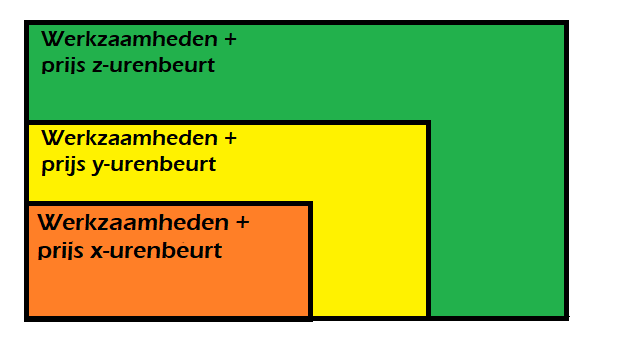 Werkzaamheden +
prijs z-urenbeurt
Werkzaamheden +
prijs y-urenbeurt
Werkzaamheden +
prijs x-urenbeurt